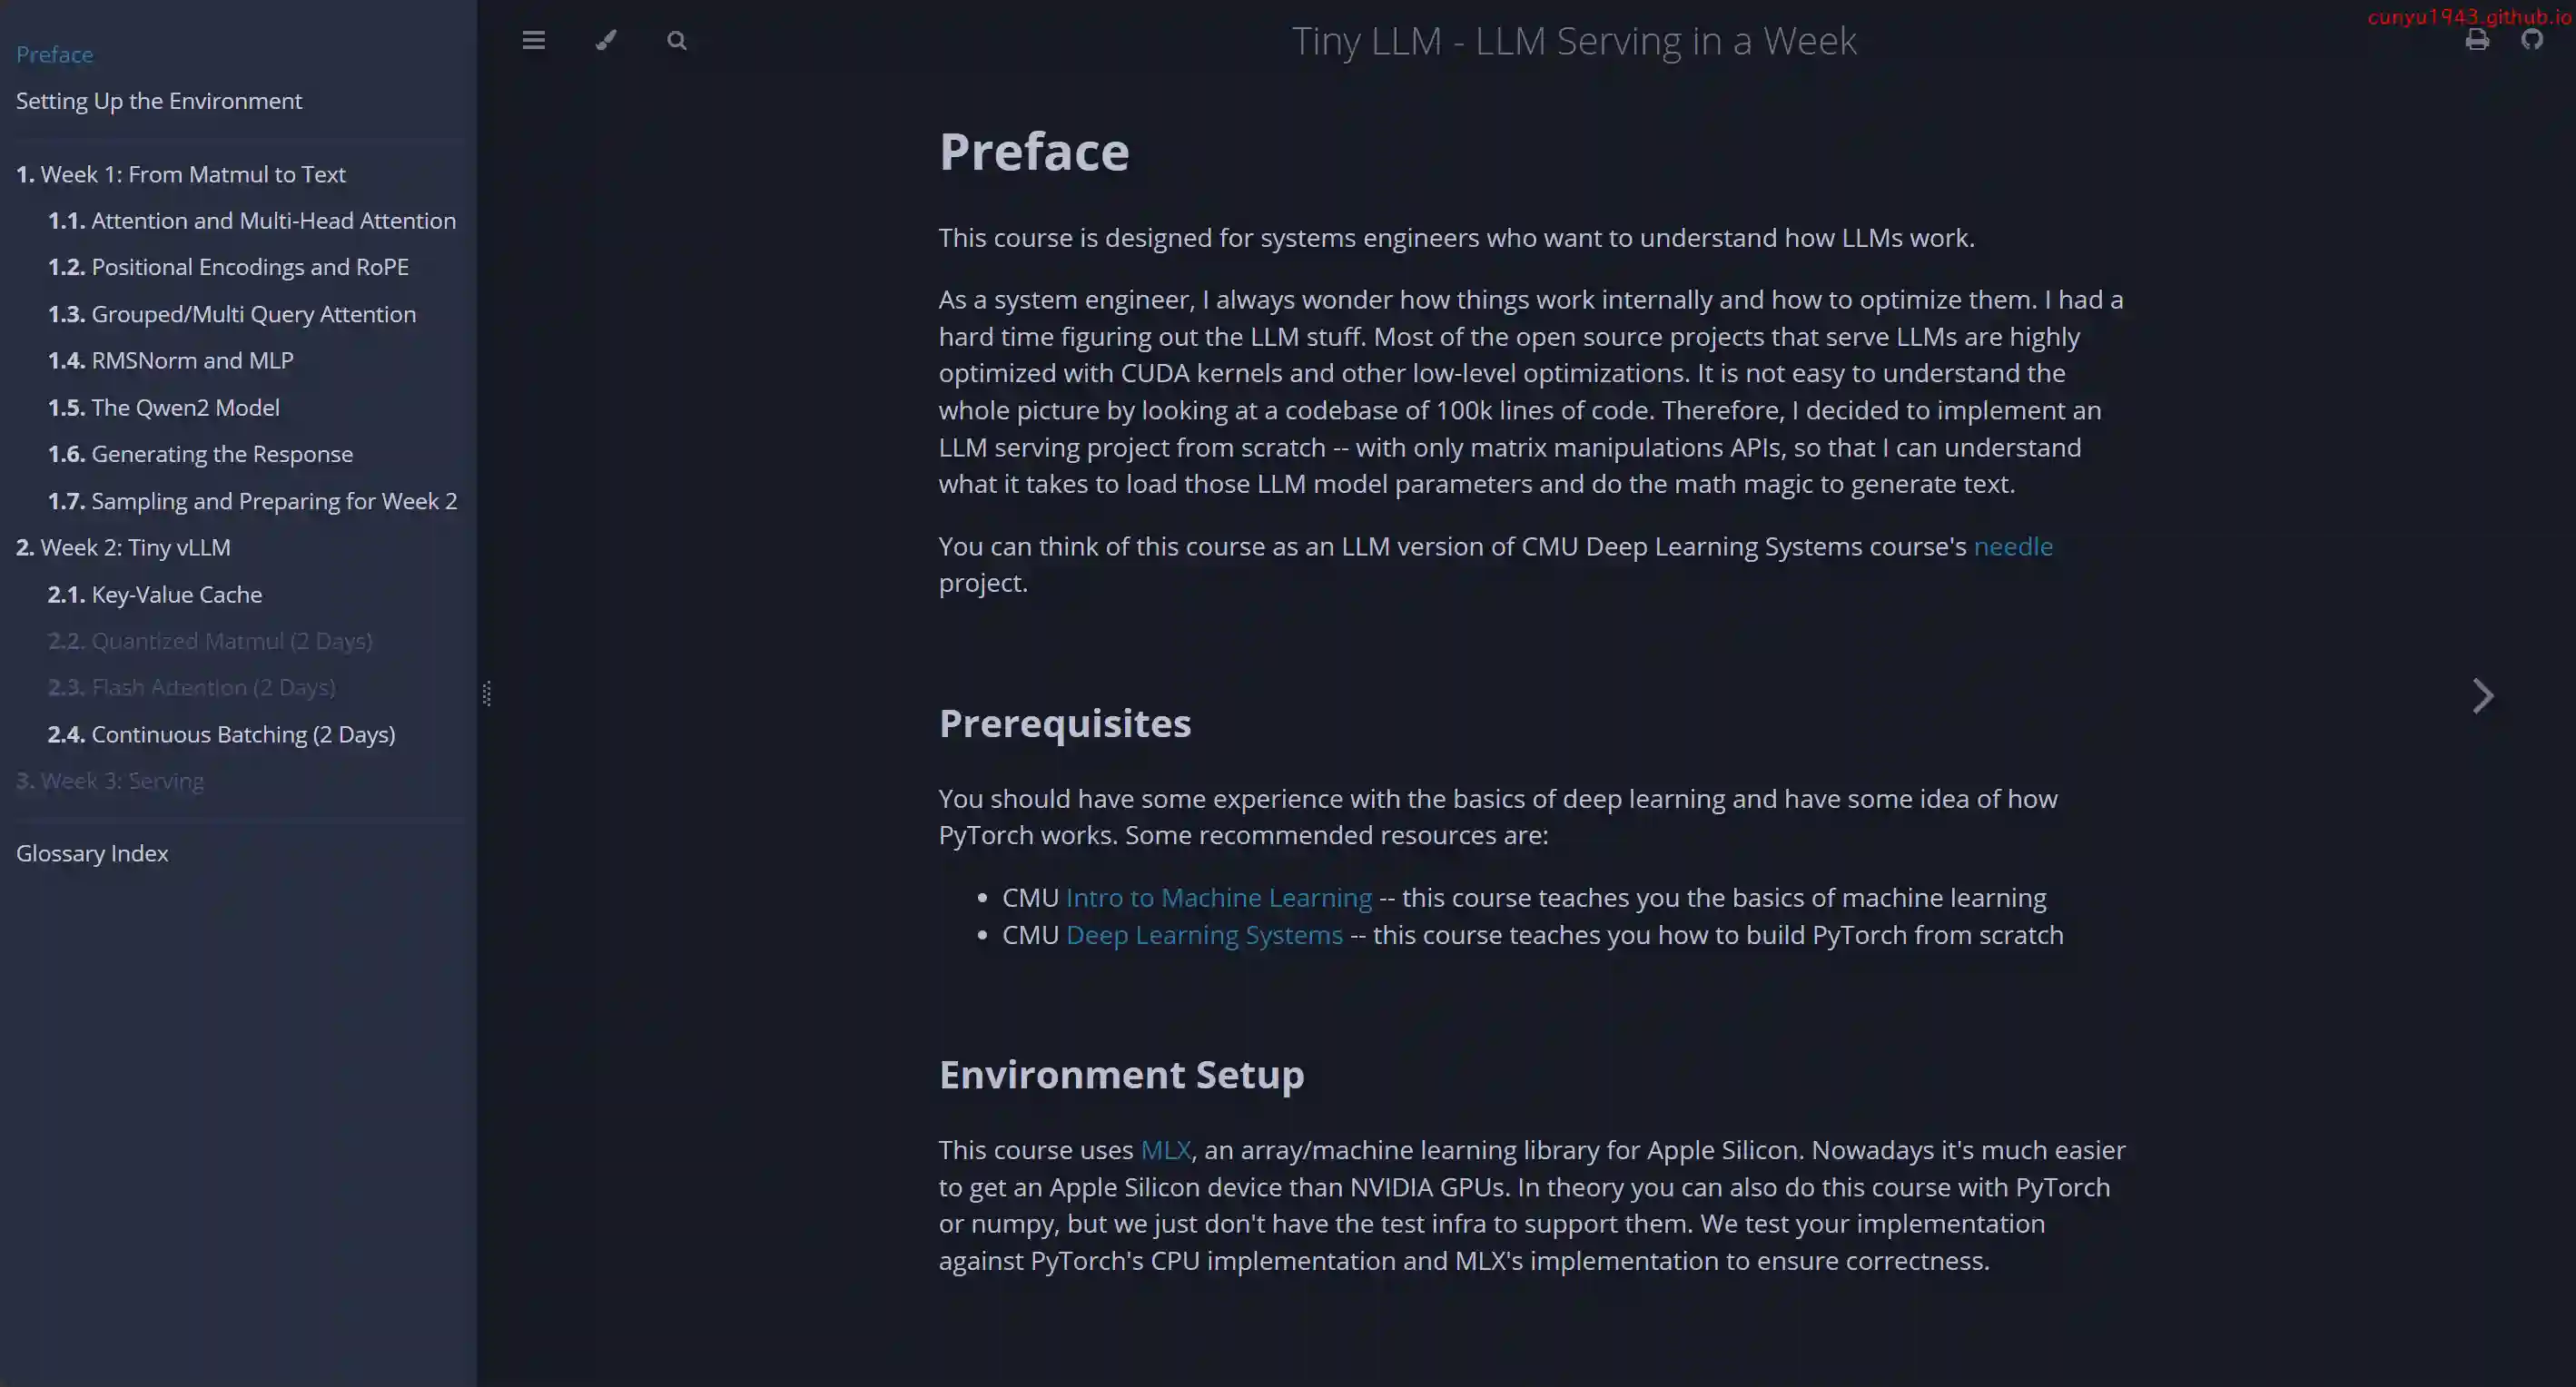 Preface
Setting Up the Environment
1. Week 1: From Matmul to Text
1.1. Attention and Multi-Head Attention
1.2. Positional Encodings and RoPE
1.3. Grouped/Multi Query Attention
1.4. RMSNorm and MLP
1.5. The Qwen2 Model
1.6. Generating the Response
1.7. Sampling and Preparing for Week 2
2. Week 2: Tiny vLLM
2.1. Key-Value Cache
2.2. Quantized Matmul (2 Days)
2.3. Flash Attention (2 Days)
2.4. Continuous Batching (2 Days)
3. Week 3: Serving
Glossary Index
Tiny LLM - LLM Serving in a Week
cunyu1943.github.io
Preface
This course is designed for systems engineers who want to understand how LLMs work.
As a system engineer, I always wonder how things work internally and how to optimize them. I had a
hard time figuring out the LLM stuff. Most of the open source projects that serve LLMs are highly
optimized with CUDA kernels and other low-level optimizations. It is not easy to understand the
whole picture by looking at a codebase of 100k lines of code. Therefore, I decided to implement an
LLM serving project from scratch -- with only matrix manipulations APIs, so that I can understand
what it takes to load those LLM model parameters and do the math magic to generate text.
You can think of this course as an LLM version of CMU Deep Learning Systems course's needle
project.
Prerequisites
You should have some experience with the basics of deep learning and have some idea of how
PyTorch works. Some recommended resources are:
• CMU Intro to Machine Learning -- this course teaches you the basics of machine learning
• CMU Deep Learning Systems -- this course teaches you how to build PyTorch from scratch
Environment Setup
This course uses MLX, an array/machine learning library for Apple Silicon. Nowadays it's much easier
to get an Apple Silicon device than NVIDIA GPUs. In theory you can also do this course with PyTorch
or numpy, but we just don't have the test infra to support them. We test your implementation
against PyTorch's CPU implementation and MLX's implementation to ensure correctness.